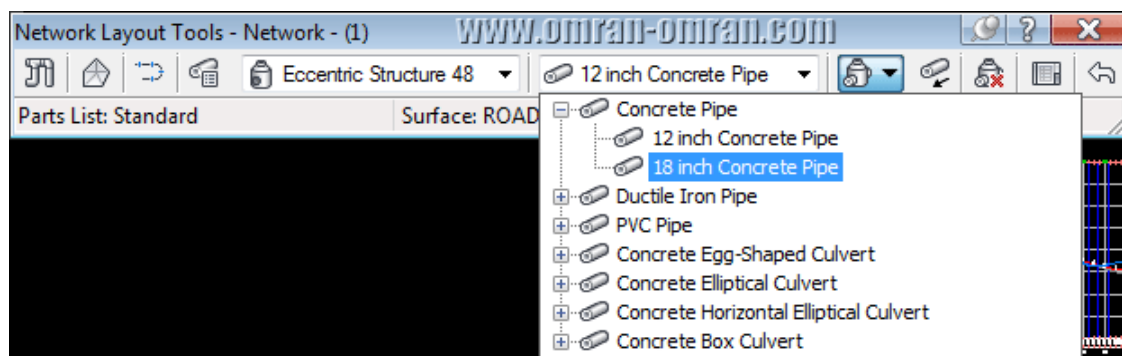 Network Layout Tools - Network - (1)
www.omran-omran.com
Eccentric Structure 48
12 inch Concrete Pipe
Parts List: Standard
Surface: ROAD
Concrete Pipe
12 inch Concrete Pipe
18 inch Concrete Pipe
Ductile Iron Pipe
PVC Pipe
Concrete Egg-Shaped Culvert
Concrete Elliptical Culvert
Concrete Horizontal Elliptical Culvert
Concrete Box Culvert